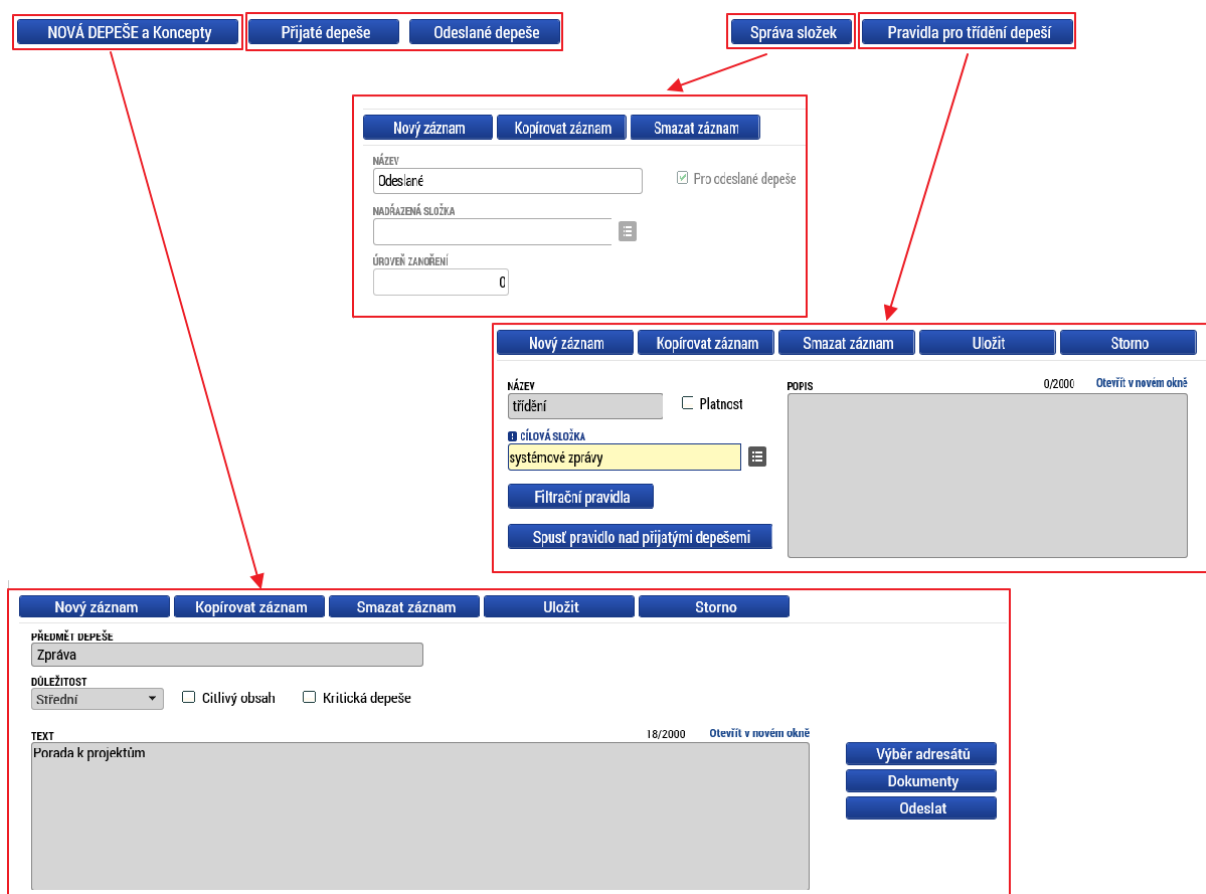 NOVÁ DEPEŠE a Koncepty Přijaté depeše Odeslané depeše Správa složek Pravidla pro třídění depeší
Nový záznam Kopírovat záznam Smazat záznam
NÁZEV
Odeslané Pro odeslané depeše
NADŘAZENÁ SLOŽKA
ÚROVEŇ ZANOŘENÍ
0
Nový záznam Kopírovat záznam Smazat záznam Uložit Storno
NÁZEV POPIS 0/2000 Otevřít v novém okně
třídění Platnost
CÍLOVÁ SLOŽKA
systémové zprávy
Filtrační pravidla
Spusť pravidlo nad přijatými depešemi
Nový záznam Kopírovat záznam Smazat záznam Uložit Storno
PŘEDMĚT DEPEŠE
Zpráva
DŮLEŽITOST
Střední Citlivý obsah Kritická depeše
TEXT 18/2000 Otevřít v novém okně
Porada k projektům
Výběr adresátů
Dokumenty
Odeslat